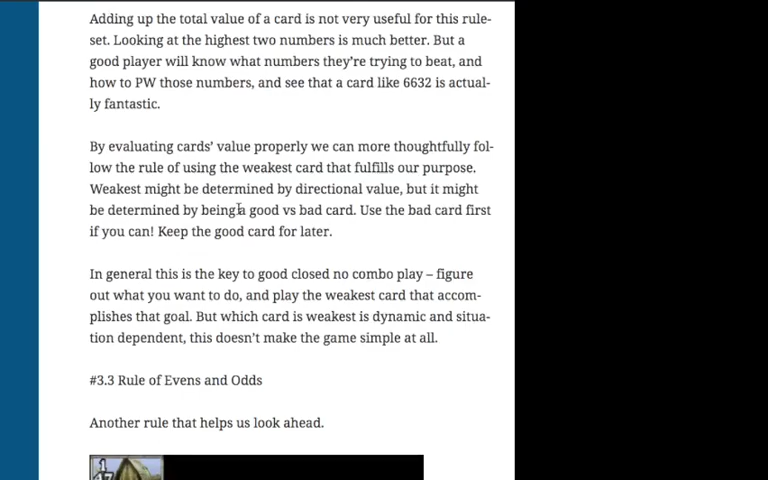 Adding up the total value of a card is not very useful for this rule-
set. Looking at the highest two numbers is much better. But a
good player will know what numbers they're trying to beat, and
how to PW those numbers, and see that a card like 6632 is actual-
ly fantastic.
By evaluating cards' value properly we can more thoughtfully fol-
low the rule of using the weakest card that fulfills our purpose.
Weakest might be determined by directional value, but it might
be determined by being a good vs bad card. Use the bad card first
if you can! Keep the good card for later.
In general this is the key to good closed no combo play – figure
out what you want to do, and play the weakest card that accom-
plishes that goal. But which card is weakest is dynamic and situa-
tion dependent, this doesn't make the game simple at all.
#3.3 Rule of Evens and Odds
Another rule that helps us look ahead.
1